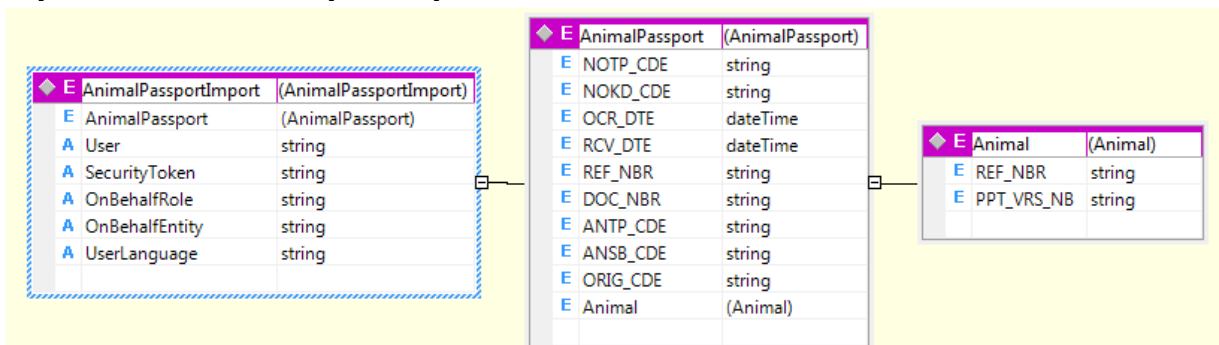 E AnimalPassportImport (AnimalPassportImport)
E AnimalPassport (AnimalPassport)
A User string
A SecurityToken string
A OnBehalfRole string
A OnBehalfEntity string
A UserLanguage string
E AnimalPassport (AnimalPassport)
E NOTP_CDE string
E NOKD_CDE string
E OCR_DTE dateTime
E RCV_DTE dateTime
E REF_NBR string
E DOC_NBR string
E ANTP_CDE string
E ANSB_CDE string
E ORIG_CDE string
E Animal (Animal)
E Animal (Animal)
E REF_NBR string
E PPT_VRS_NB string